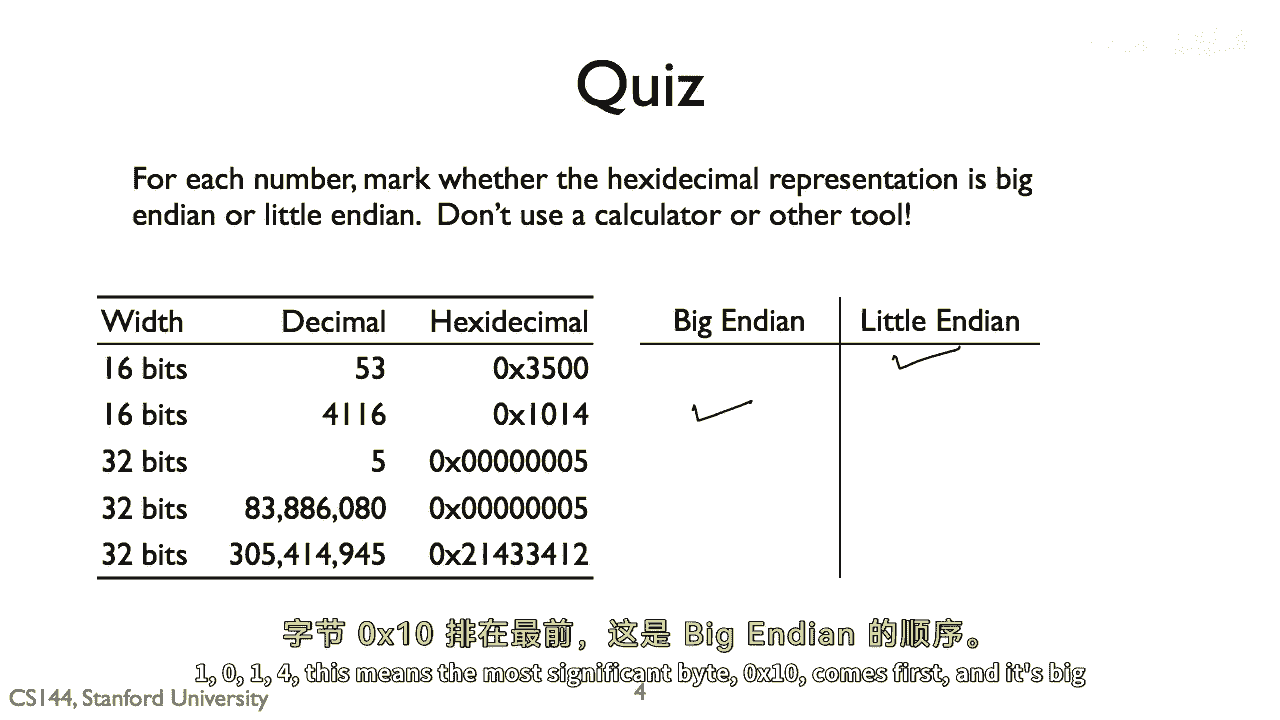 Quiz
For each number, mark whether the hexidecimal representation is big
endian or little endian. Don't use a calculator or other tool!
Width Decimal Hexidecimal Big Endian Little Endian
16 bits 53 0x3500
16 bits 4116 0x1014
32 bits 5 0x00000005
32 bits 83,886,080 0x00000005
32 bits 305,414,945 0x21433412
字节 0x10 排在最前，这是 Big Endian 的顺序。
1, 0, 1, 4, this means the most significant byte, 0x10, comes first, and it's big
CS144, Stanford University 4